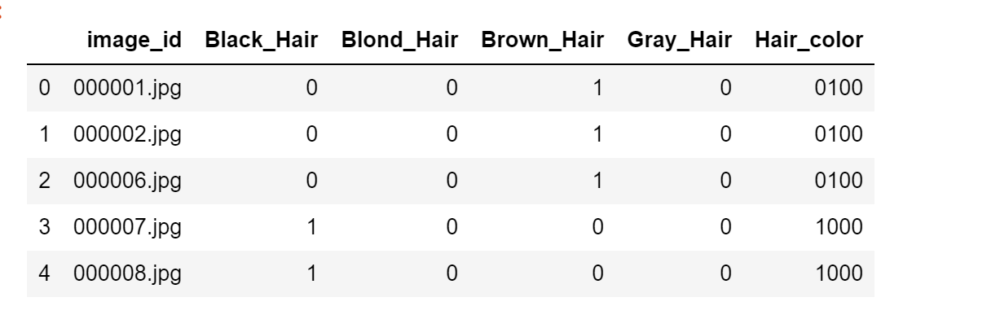 image_id Black_Hair Blond_Hair Brown_Hair Gray_Hair Hair_color
0 000001.jpg 0 0 1 0 0100
1 000002.jpg 0 0 1 0 0100
2 000006.jpg 0 0 1 0 0100
3 000007.jpg 1 0 0 0 1000
4 000008.jpg 1 0 0 0 1000